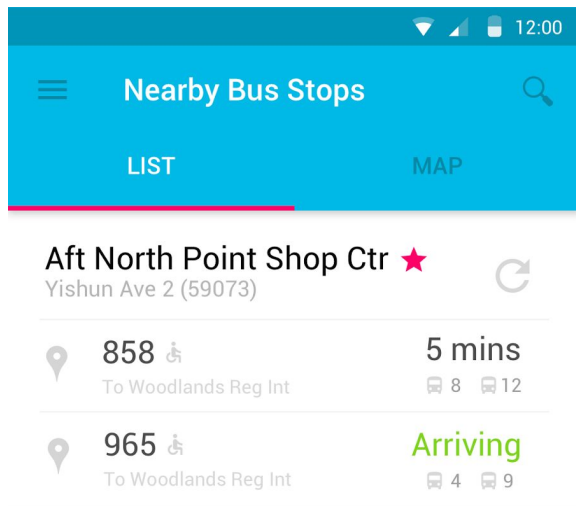 12:00
Nearby Bus Stops
LIST MAP
Aft North Point Shop Ctr
Yishun Ave 2 (59073)
858 5 mins
To Woodlands Reg Int 8 12
965 Arriving
To Woodlands Reg Int 4 9